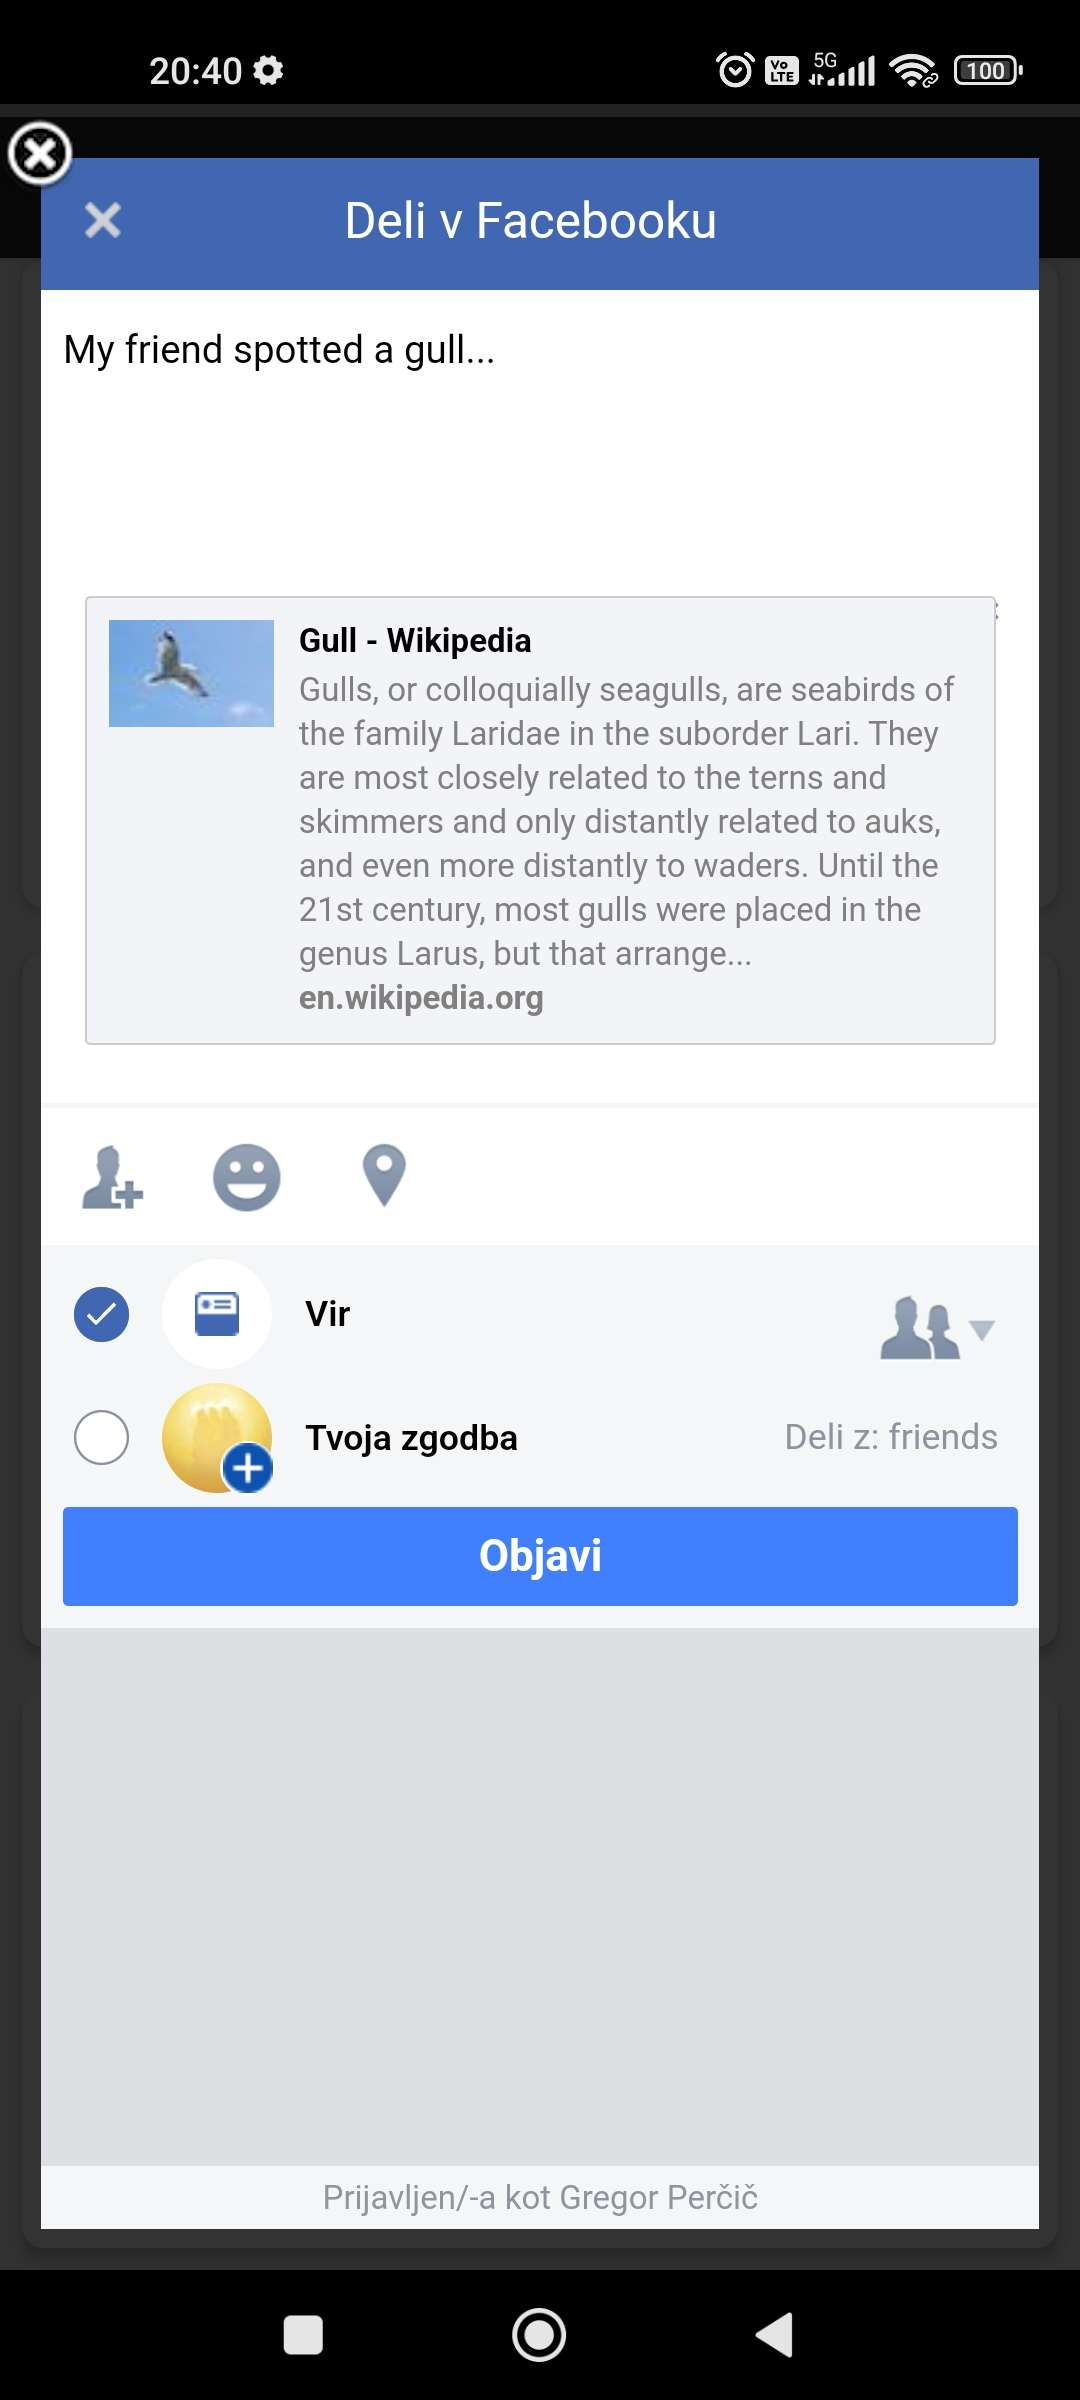 20:40
Vo
LTE
5G
100
Deli v Facebooku
My friend spotted a gull...
Gull - Wikipedia
Gulls, or colloquially seagulls, are seabirds of
the family Laridae in the suborder Lari. They
are most closely related to the terns and
skimmers and only distantly related to auks,
and even more distantly to waders. Until the
21st century, most gulls were placed in the
genus Larus, but that arrange...
en.wikipedia.org
Vir
Tvoja zgodba
Deli z: friends
Objavi
Prijavljen/-a kot Gregor Perčič